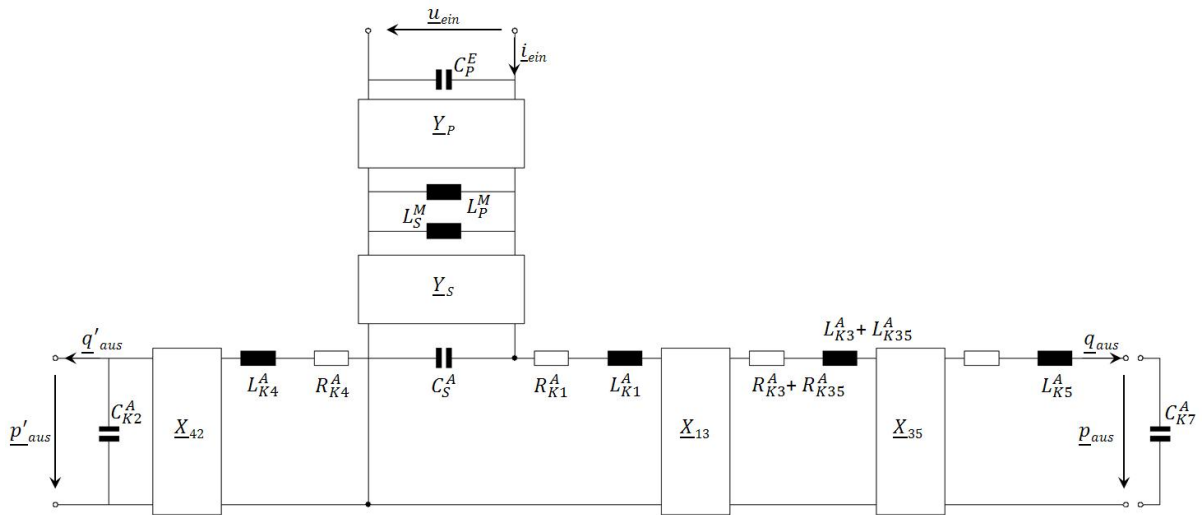 u_ein
i_ein
C_P^E
Y_P
L_S^M L_P^M
Y_S
L_K3^A + L_K35^A
q'_aus
q_aus
L_K4^A R_K4^A C_S^A R_K1^A L_K1^A R_K3^A + R_K35^A L_K5^A
C_K2^A C_K7^A
p'_aus X_42 X_13 X_35 p_aus